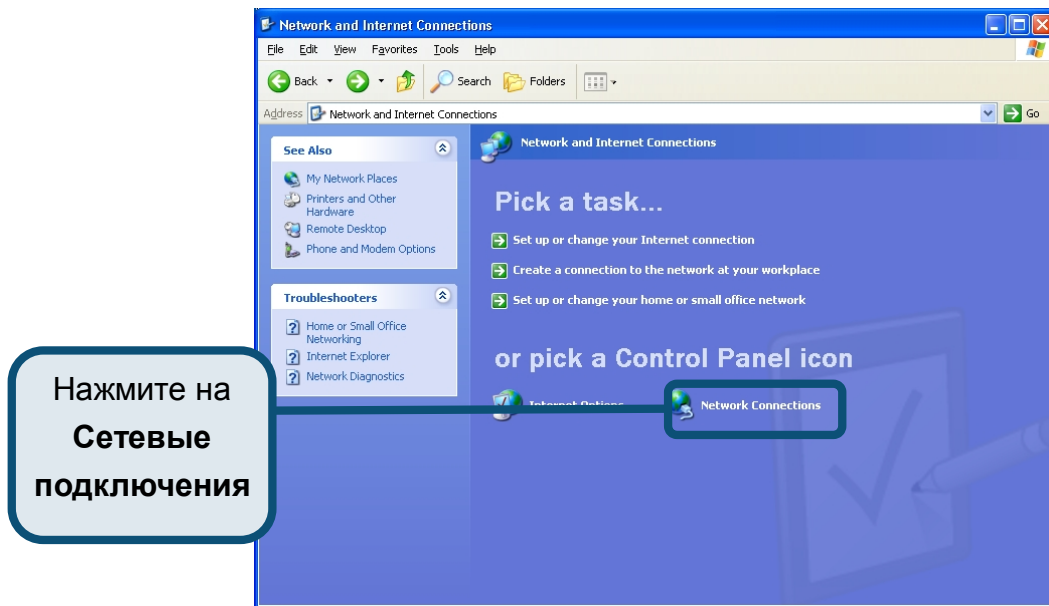 Network and Internet Connections
File Edit View Favorites Tools Help
Back Search Folders
Address Network and Internet Connections Go
See Also
My Network Places
Printers and Other
Hardware
Remote Desktop
Phone and Modem Options
Troubleshooters
Home or Small Office
Networking
Internet Explorer
Network Diagnostics
Network and Internet Connections
Pick a task...
Set up or change your Internet connection
Create a connection to the network at your workplace
Set up or change your home or small office network
or pick a Control Panel icon
Internet Options Network Connections
Нажмите на
Сетевые
подключения